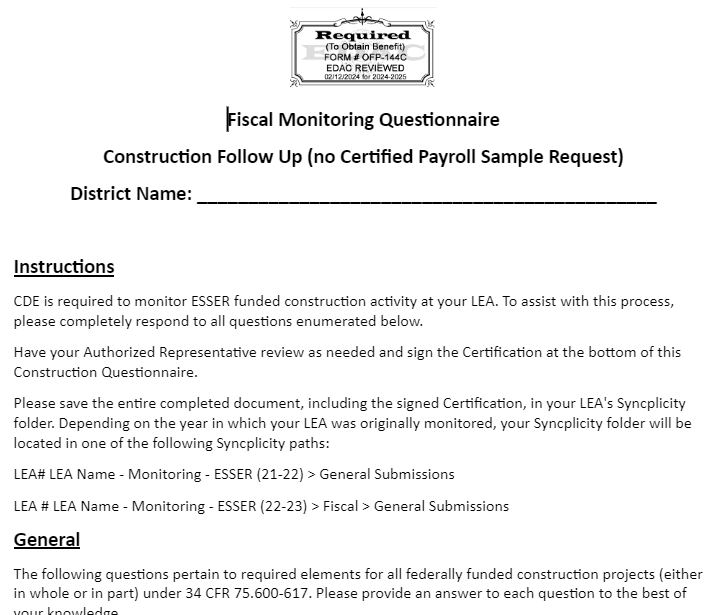 Required
(To Obtain Benefit)
FORM # OFP-144C
EDAC REVIEWED
02/12/2024 for 2024-2025
Fiscal Monitoring Questionnaire
Construction Follow Up (no Certified Payroll Sample Request)
District Name: _______________________________________________
Instructions
CDE is required to monitor ESSER funded construction activity at your LEA. To assist with this process,
please completely respond to all questions enumerated below.
Have your Authorized Representative review as needed and sign the Certification at the bottom of this
Construction Questionnaire.
Please save the entire completed document, including the signed Certification, in your LEA's Syncplicity
folder. Depending on the year in which your LEA was originally monitored, your Syncplicity folder will be
located in one of the following Syncplicity paths:
LEA# LEA Name - Monitoring - ESSER (21-22) > General Submissions
LEA # LEA Name - Monitoring - ESSER (22-23) > Fiscal > General Submissions
General
The following questions pertain to required elements for all federally funded construction projects (either
in whole or in part) under 34 CFR 75.600-617. Please provide an answer to each question to the best of
your knowledge.